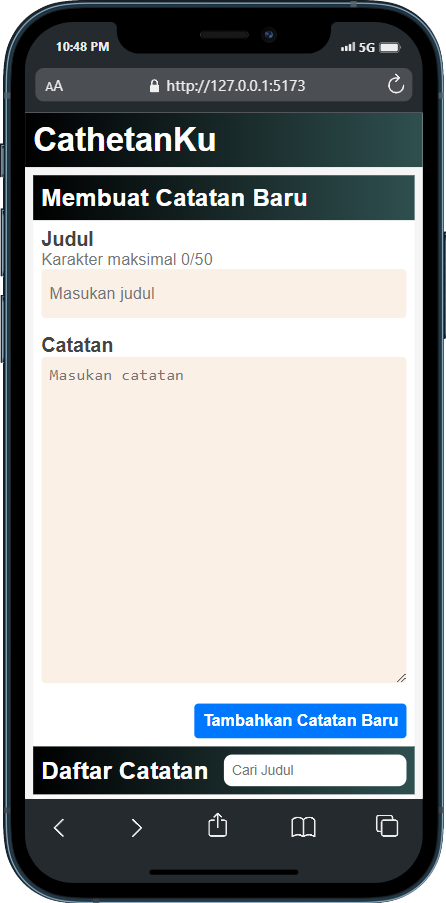 10:48 PM 5G
AA http://127.0.0.1:5173
CathetanKu
Membuat Catatan Baru
Judul
Karakter maksimal 0/50
Masukan judul
Catatan
Masukan catatan
Tambahkan Catatan Baru
Daftar Catatan Cari Judul